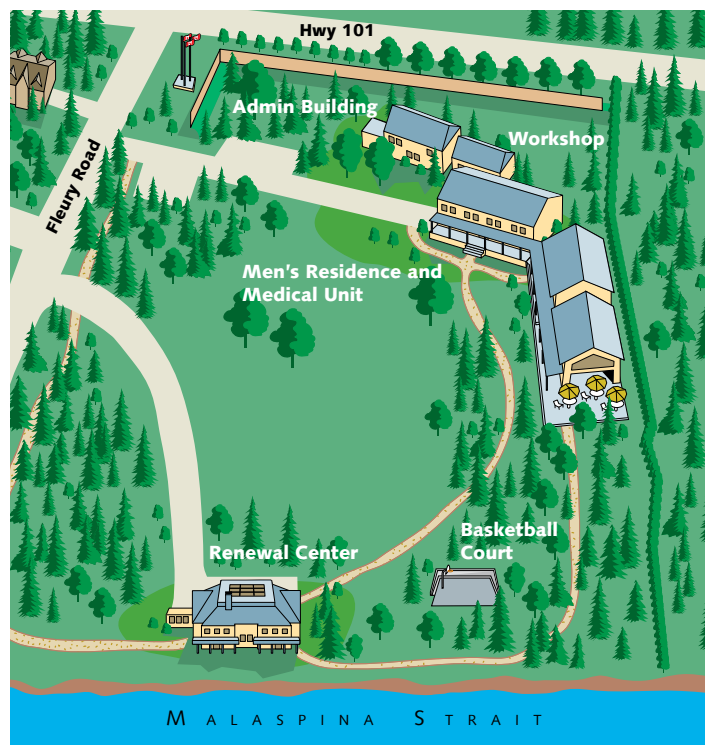 Hwy 101
Admin Building
Workshop
Fleury Road
Men's Residence and
Medical Unit
Basketball
Court
Renewal Center
MALASPINA STRAIT